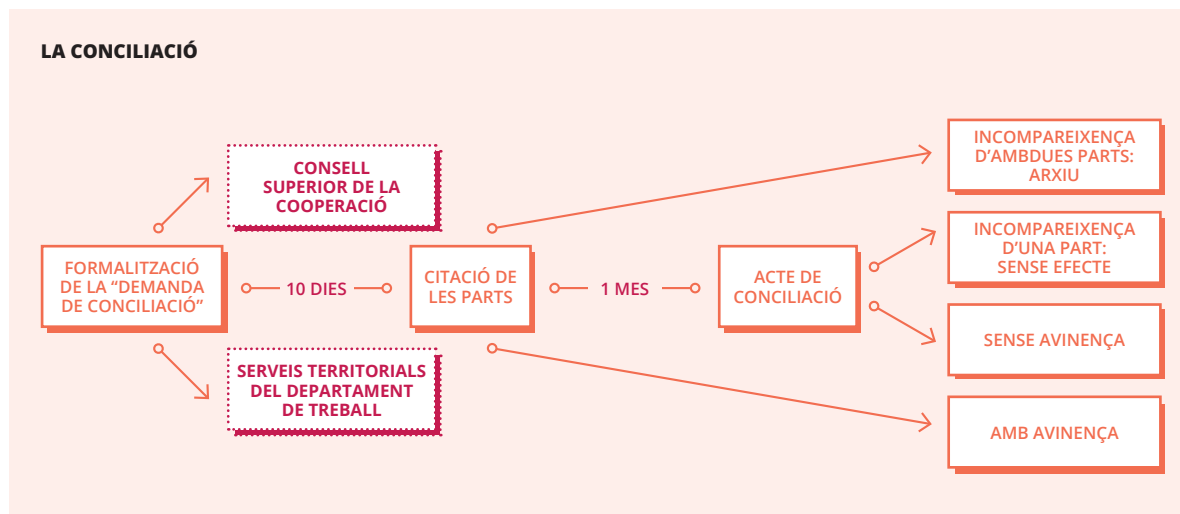 LA CONCILIACIÓ
CONSELL
SUPERIOR DE LA
COOPERACIÓ
FORMALITZACIÓ
DE LA “DEMANDA
DE CONCILIACIÓ”
10 DIES
SERVEIS TERRITORIALS
DEL DEPARTAMENT
DE TREBALL
CITACIÓ DE
LES PARTS
1 MES
ACTE DE
CONCILIACIÓ
INCOMPAREIXENÇA
D’AMBDUES PARTS:
ARXIU
INCOMPAREIXENÇA
D’UNA PART:
SENSE EFECTE
SENSE AVINENÇA
AMB AVINENÇA